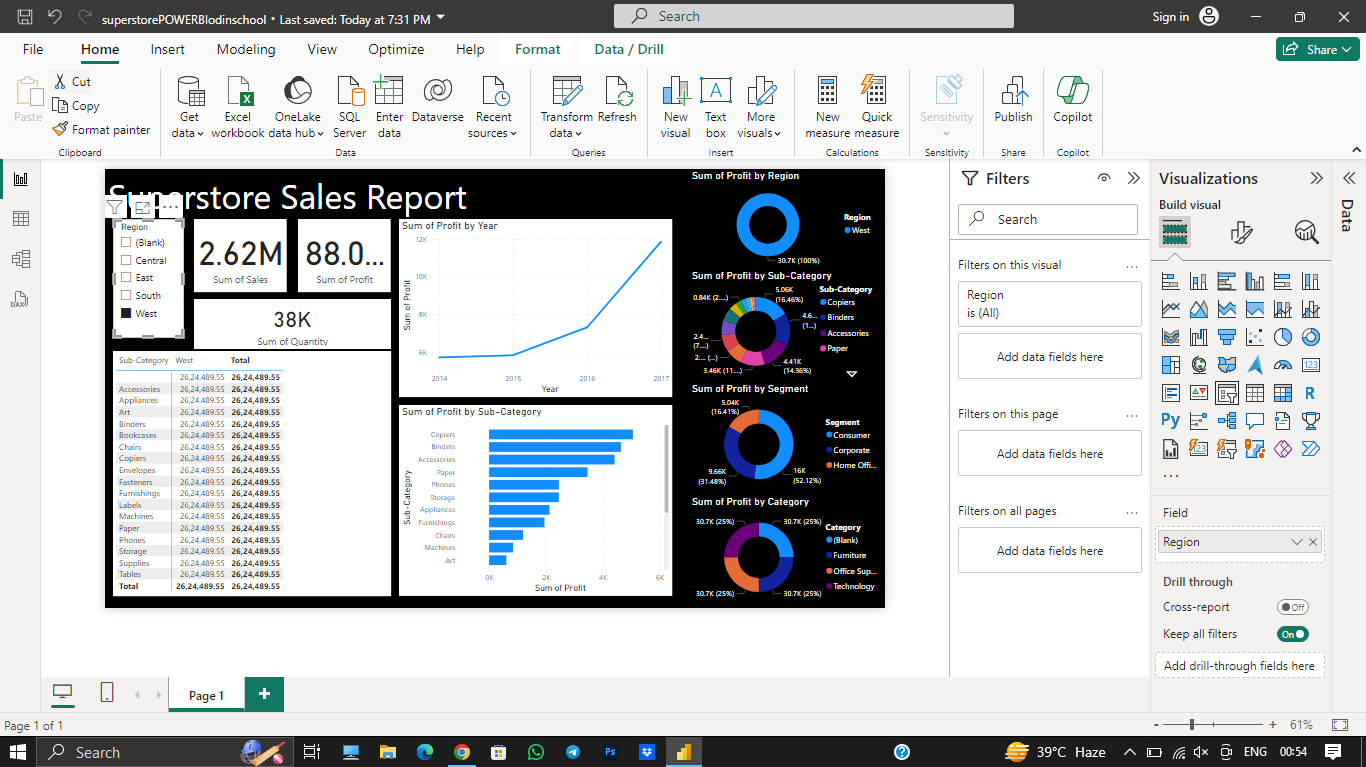 superstorePOWERBIodinschool • Last saved: Today at 7:31 PM
Search
Sign in
File Home Insert Modeling View Optimize Help Format Data / Drill
Share
Paste
Cut
Copy
Format painter
Clipboard
Get data
Excel workbook
OneLake data hub
SQL Server
Enter data
Dataverse
Recent sources
Data
Transform data
Refresh
Queries
New visual
Text box
More visuals
Insert
New measure
Quick measure
Calculations
Sensitivity
Sensitivity
Publish
Share
Copilot
Copilot
Superstore Sales Report
Region
(Blank)
Central
East
South
West
2.62M
Sum of Sales
88.0...
Sum of Profit
38K
Sum of Quantity
Sub-Category West Total
26,24,489.55 26,24,489.55
Accessories 26,24,489.55 26,24,489.55
Appliances 26,24,489.55 26,24,489.55
Art 26,24,489.55 26,24,489.55
Binders 26,24,489.55 26,24,489.55
Bookcases 26,24,489.55 26,24,489.55
Chairs 26,24,489.55 26,24,489.55
Copiers 26,24,489.55 26,24,489.55
Envelopes 26,24,489.55 26,24,489.55
Fasteners 26,24,489.55 26,24,489.55
Furnishings 26,24,489.55 26,24,489.55
Labels 26,24,489.55 26,24,489.55
Machines 26,24,489.55 26,24,489.55
Paper 26,24,489.55 26,24,489.55
Phones 26,24,489.55 26,24,489.55
Storage 26,24,489.55 26,24,489.55
Supplies 26,24,489.55 26,24,489.55
Tables 26,24,489.55 26,24,489.55
Total 26,24,489.55 26,24,489.55
Sum of Profit by Year
12K
10K
8K
6K
Sum of Profit
2014 2015 2016 2017
Year
Sum of Profit by Sub-Category
Sub-Category
Copiers
Binders
Accessories
Paper
Phones
Storage
Appliances
Furnishings
Chairs
Machines
Art
0K 2K 4K 6K
Sum of Profit
Sum of Profit by Region
Region
West
30.7K (100%)
Sum of Profit by Sub-Category
0.84K (2....)
5.06K
(16.46%)
4.6...
(1...)
4.41K
(14.36%)
3.46K (11....)
2.... (...)
2.4...
(7....)
Sub-Category
Copiers
Binders
Accessories
Paper
Sum of Profit by Segment
5.04K
(16.41%)
9.66K
(31.48%)
16K
(52.12%)
Segment
Consumer
Corporate
Home Offi...
Sum of Profit by Category
30.7K (25%) 30.7K (25%)
30.7K (25%) 30.7K (25%)
Category
(Blank)
Furniture
Office Sup...
Technology
Filters
Search
Filters on this visual ...
Region
is (All)
Add data fields here
Filters on this page ...
Add data fields here
Filters on all pages ...
Add data fields here
Visualizations
Build visual
123
R
Py
123
...
Field
Region
Drill through
Cross-report Off
Keep all filters On
Add drill-through fields here
Data
DAX
Page 1
Page 1 of 1
- + 61%
Search
Ps
39°C Haze
ENG
00:54